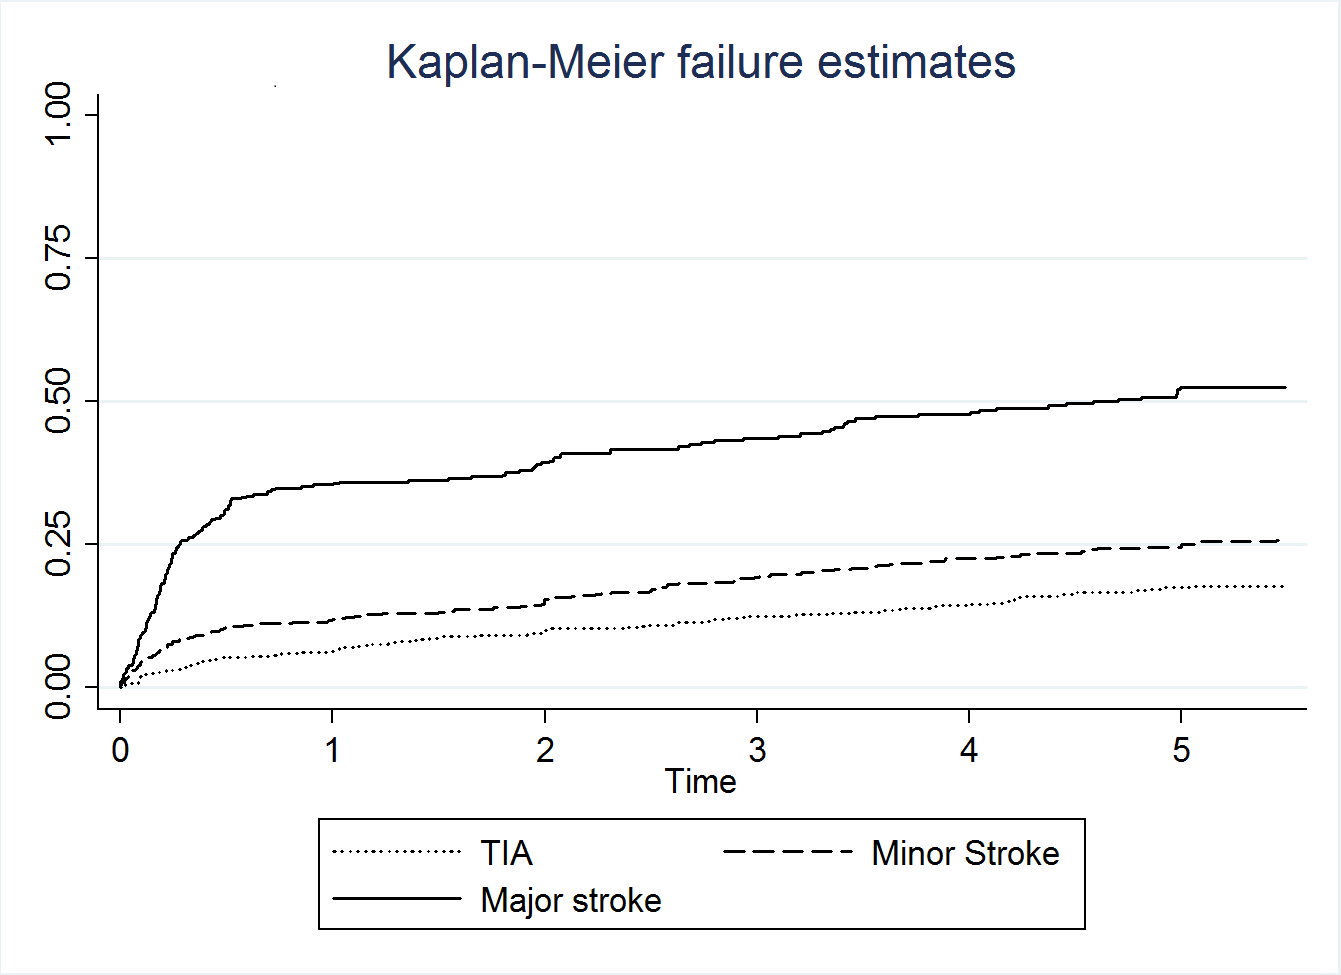 Kaplan-Meier failure estimates
1.00
0.75
0.50
0.25
0.00
0 1 2 3 4 5
Time
TIA Minor Stroke
Major stroke